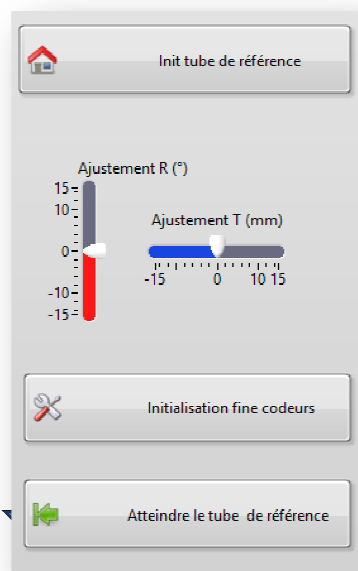 Init tube de référence
Ajustement R (°)
15
10
0
-10
-15
Ajustement T (mm)
-15 0 10 15
Initialisation fine codeurs
Atteindre le tube de référence